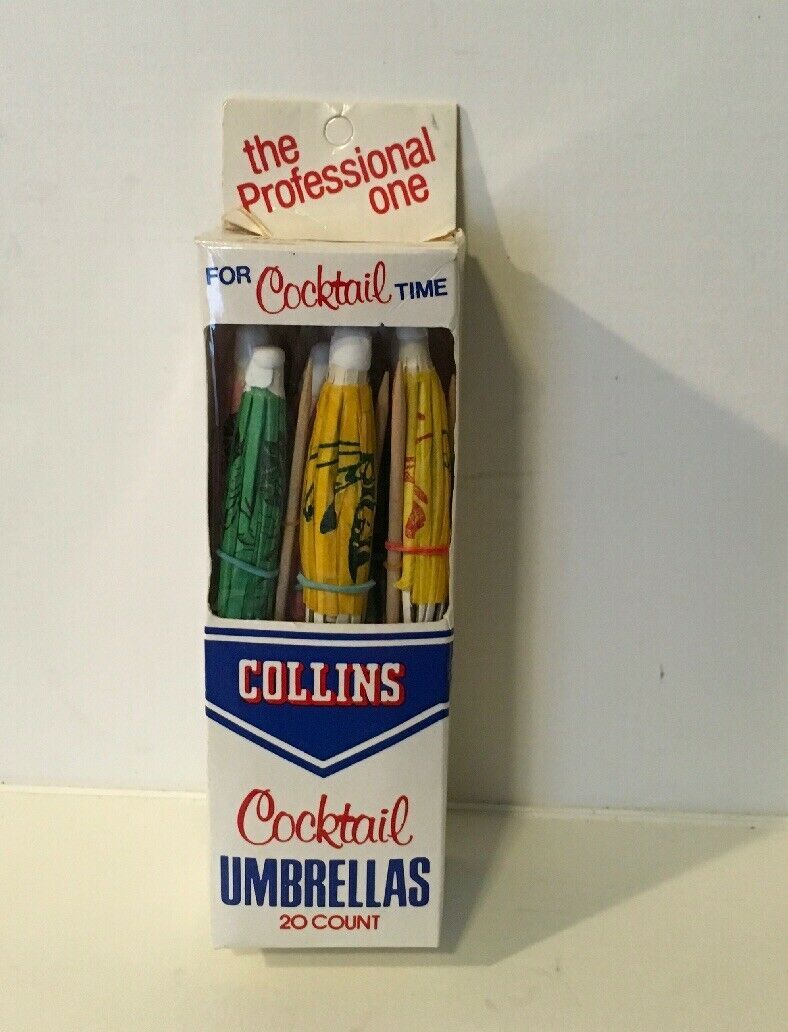 the
Professional
one
FOR Cocktail TIME
COLLINS
Cocktail
UMBRELLAS
20 COUNT